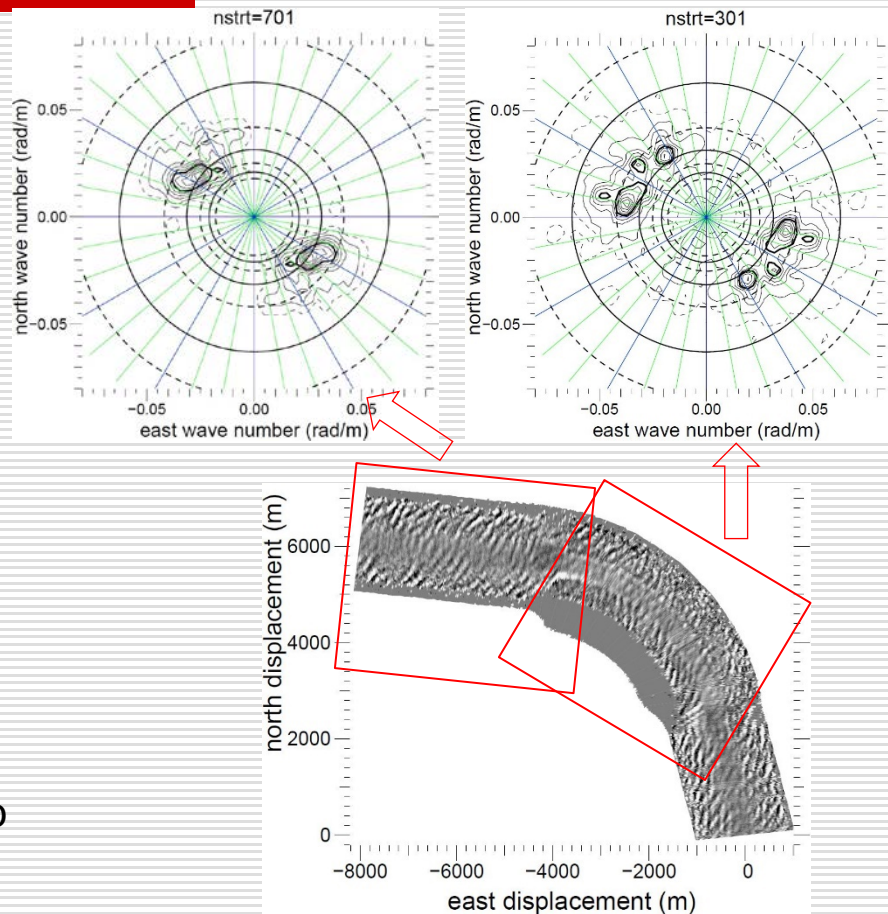 nstrt=701
north wave number (rad/m)
0.05
0.00
−0.05
−0.05 0.00 0.05
east wave number (rad/m)
nstrt=301
north wave number (rad/m)
0.05
0.00
−0.05
−0.05 0.00 0.05
east wave number (rad/m)
north displacement (m)
6000
4000
2000
0
−8000 −6000 −4000 −2000 0
east displacement (m)